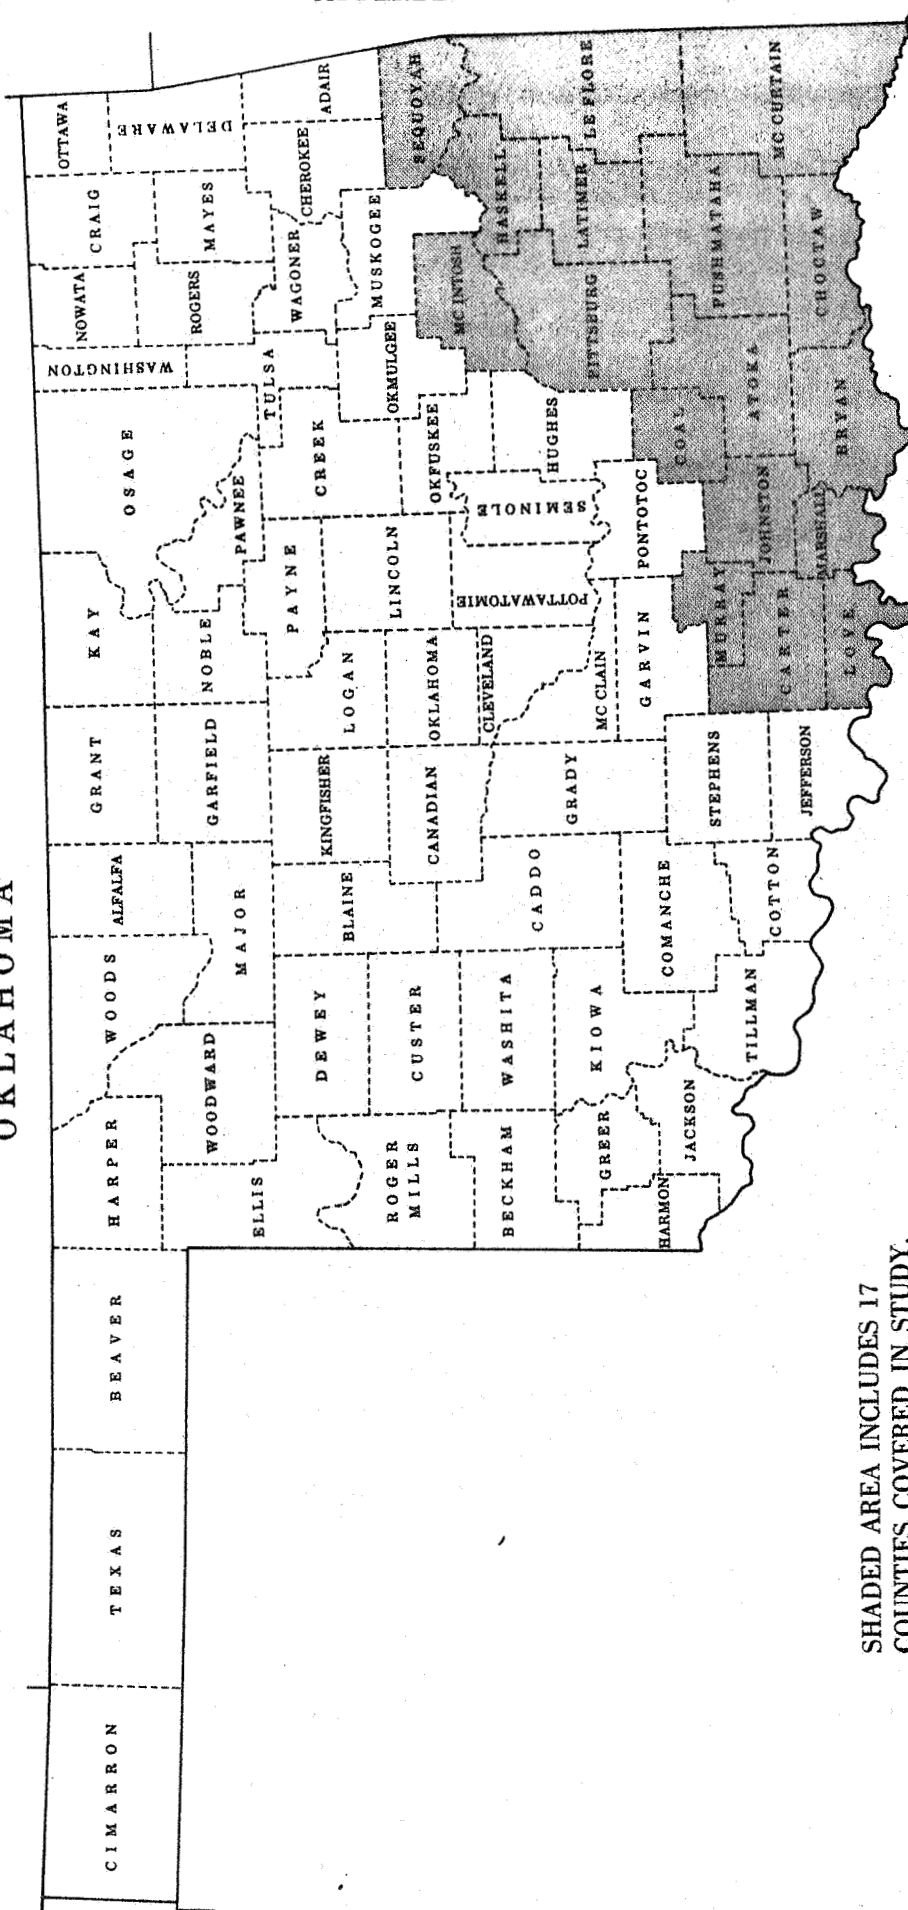 OKLAHOMA
CIMARRON
TEXAS
BEAVER
HARPER
WOODS
ALFALFA
GRANT
KAY
OSAGE
WASHINGTON
NOWATA
CRAIG
OTTAWA
ELLIS
WOODWARD
MAJOR
GARFIELD
NOBLE
PAWNEE
ROGERS
MAYES
DELAWARE
ROGER
MILLS
DEWEY
BLAINE
KINGFISHER
LOGAN
PAYNE
CREEK
TULSA
WAGONER
CHEROKEE
ADAIR
BECKHAM
CUSTER
CANADIAN
OKLAHOMA
LINCOLN
OKFUSKEE
OKMULGEE
MUSKOGEE
SEQUOYAH
WASHITA
CADDO
GRADY
CLEVELAND
MC CLAIN
POTTAWATOMIE
SEMINOLE
HUGHES
MC INTOSH
HASKELL
HARMON
GREER
JACKSON
KIOWA
COMANCHE
STEPHENS
GARVIN
PONTOTOC
COAL
PITTSBURG
LATIMER
LE FLORE
TILLMAN
COTTON
JEFFERSON
MURRAY
CARTER
LOVE
JOHNSTON
MARSHALL
ATOKA
BRYAN
PUSHMATAHA
CHOCTAW
MC CURTAIN
SHADED AREA INCLUDES 17
COUNTIES COVERED IN STUDY.